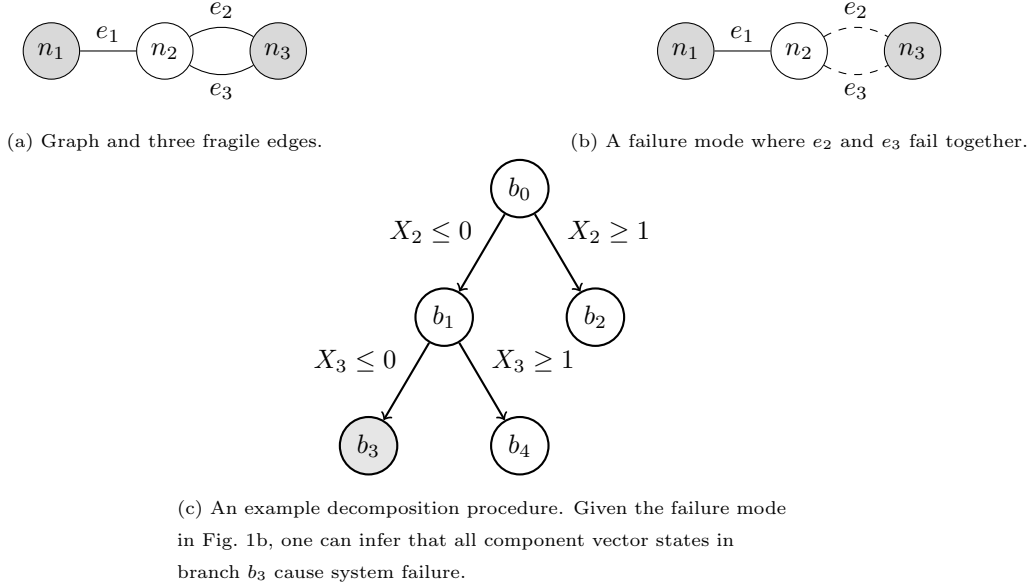 e₂ e₂
n₁ e₁ n₂ n₃ n₁ e₁ n₂ n₃
e₃ e₃
(a) Graph and three fragile edges. (b) A failure mode where e₂ and e₃ fail together.
b₀
X₂ ≤ 0 X₂ ≥ 1
b₁ b₂
X₃ ≤ 0 X₃ ≥ 1
b₃ b₄
(c) An example decomposition procedure. Given the failure mode
in Fig. 1b, one can infer that all component vector states in
branch b₃ cause system failure.